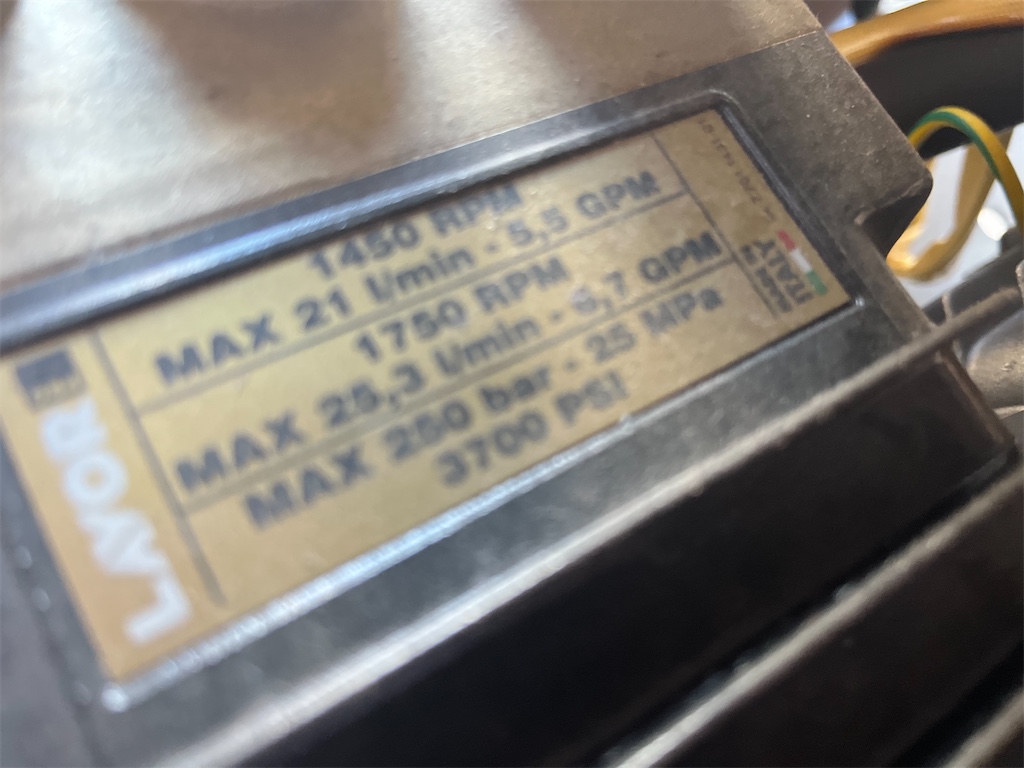 LAVOR
1450 RPM
MAX 21 l/min - 5,5 GPM
1750 RPM
MAX 25,3 l/min - 6,7 GPM
MAX 250 bar - 25 MPa
3700 PSI
MADE IN
ITALY